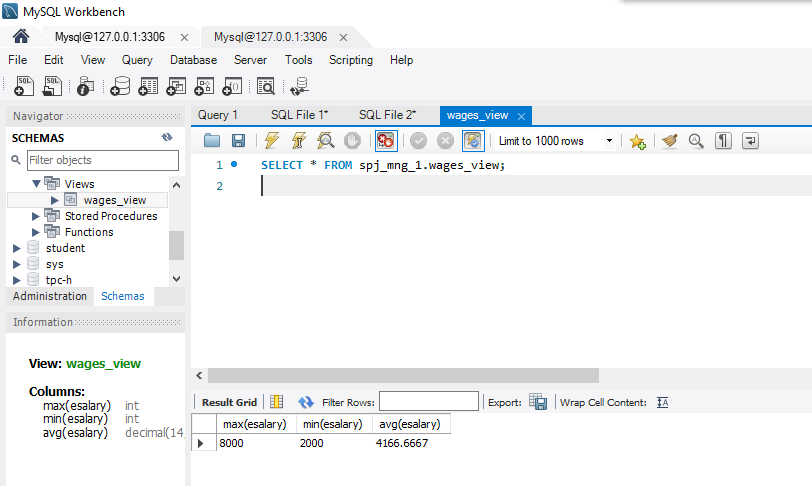 MySQL Workbench
Mysql@127.0.0.1:3306 Mysql@127.0.0.1:3306
File Edit View Query Database Server Tools Scripting Help
Navigator
SCHEMAS
Filter objects
Views
wages_view
Stored Procedures
Functions
student
sys
tpc-h
Administration Schemas
Information
View: wages_view
Columns:
max(esalary) int
min(esalary) int
avg(esalary) decimal(14,
Query 1 SQL File 1* SQL File 2* wages_view
Limit to 1000 rows
1 SELECT * FROM spj_mng_1.wages_view;
2
Result Grid Filter Rows: Export: Wrap Cell Content:
max(esalary) min(esalary) avg(esalary)
8000 2000 4166.6667